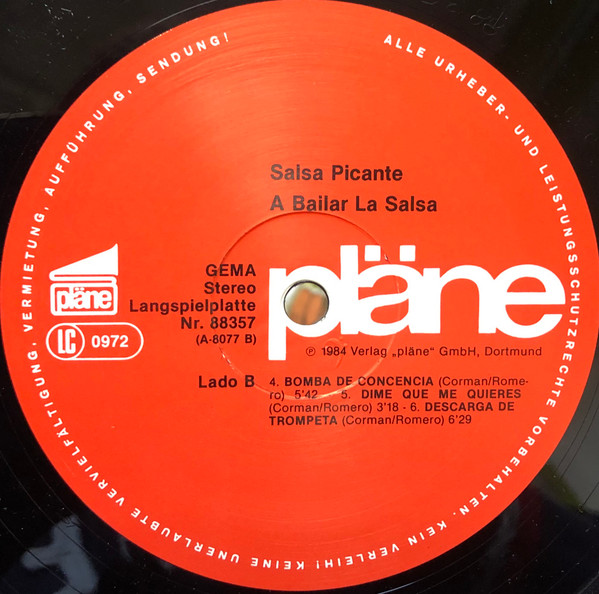 ALLE URHEBER- UND LEISTUNGSSCHUTZRECHTE VORBEHALTEN. KEIN VERLEIH! KEINE UNERLAUBTE VERVIELFÄLTIGUNG, VERMIETUNG, AUFFÜHRUNG, SENDUNG!
Salsa Picante
A Bailar La Salsa
pläne
LC 0972
GEMA
Stereo
Langspielplatte
Nr. 88357
(A-8077 B)
pläne
℗ 1984 Verlag „pläne“ GmbH, Dortmund
Lado B
4. BOMBA DE CONCENCIA (Corman/Rome-
ro) 5'42 - 5. DIME QUE ME QUIERES
(Corman/Romero) 3'18 - 6. DESCARGA DE
TROMPETA (Corman/Romero) 6'29